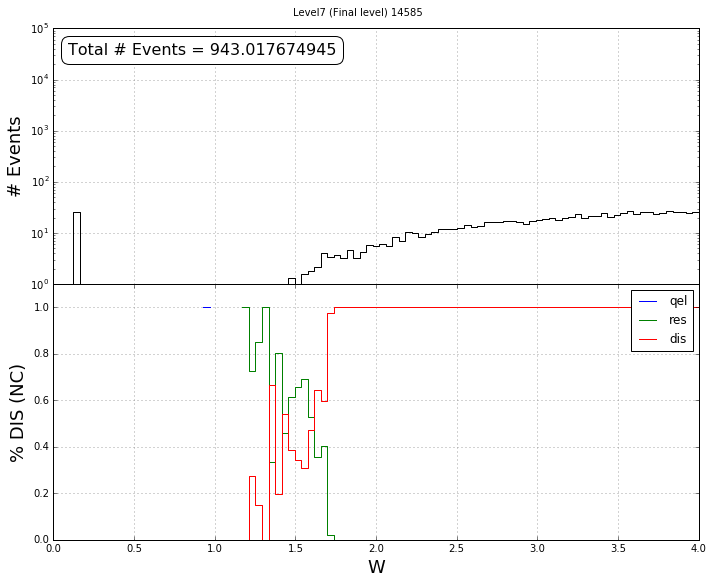 Level7 (Final level) 14585
Total # Events = 943.017674945
# Events
10^5
10^4
10^3
10^2
10^1
10^0
% DIS (NC)
1.0
0.8
0.6
0.4
0.2
0.0
qel
res
dis
0.0 0.5 1.0 1.5 2.0 2.5 3.0 3.5 4.0
W